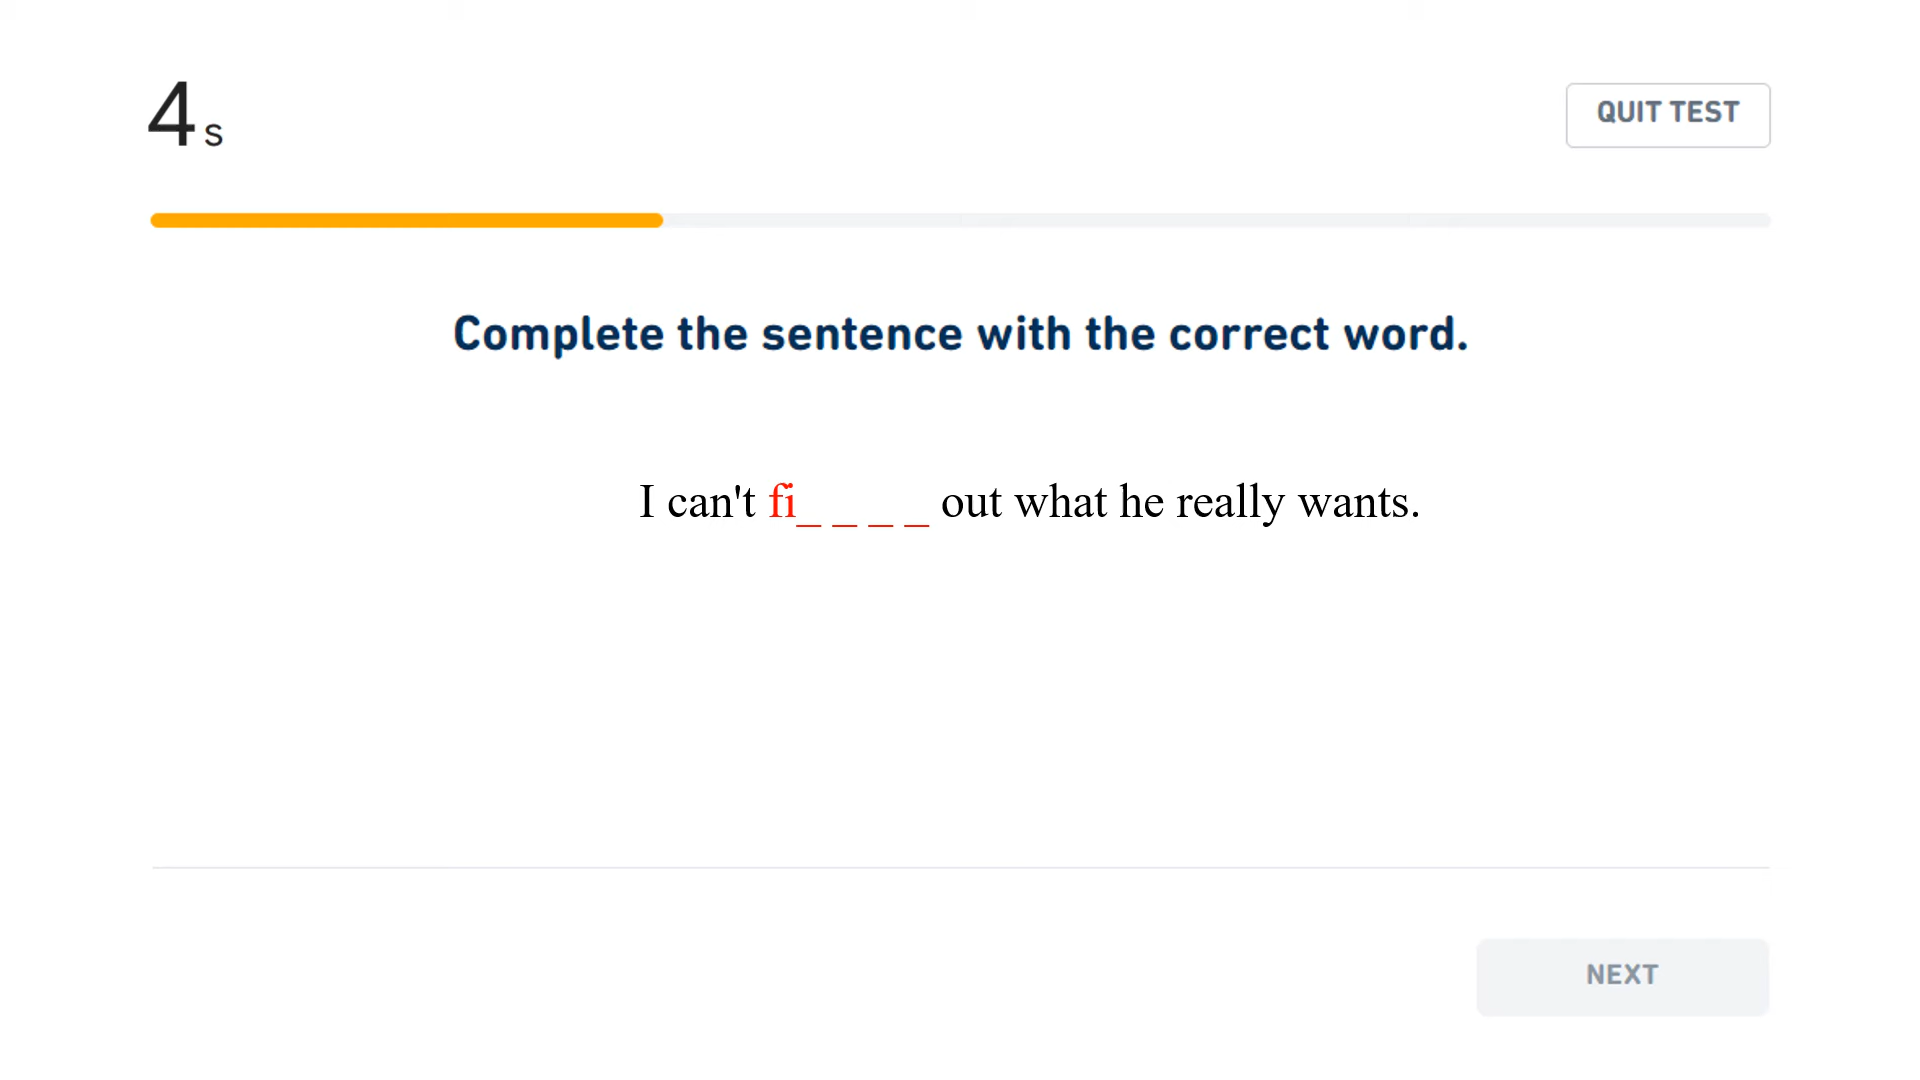 4 s
QUIT TEST
Complete the sentence with the correct word.
I can't fi_ _ _ _ out what he really wants.
NEXT